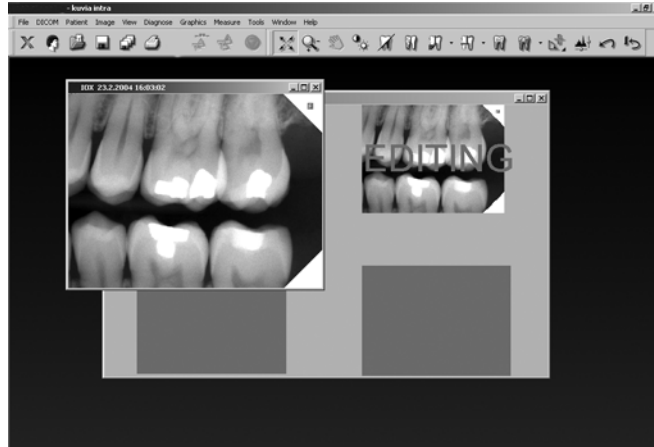 - kuvia intra
File DICOM Patient Image View Diagnose Graphics Measure Tools Window Help
IOX 23.2.2004 16:03:02
EDITING